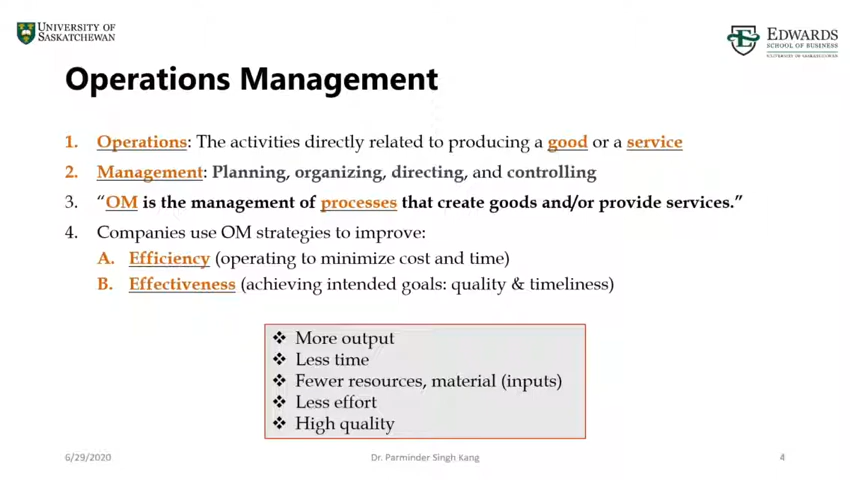 UNIVERSITY OF
SASKATCHEWAN
EDWARDS
SCHOOL OF BUSINESS
UNIVERSITY OF SASKATCHEWAN
Operations Management
1. Operations: The activities directly related to producing a good or a service
2. Management: Planning, organizing, directing, and controlling
3. “OM is the management of processes that create goods and/or provide services.”
4. Companies use OM strategies to improve:
A. Efficiency (operating to minimize cost and time)
B. Effectiveness (achieving intended goals: quality & timeliness)
❖ More output
❖ Less time
❖ Fewer resources, material (inputs)
❖ Less effort
❖ High quality
6/29/2020
Dr. Parminder Singh Kang
4